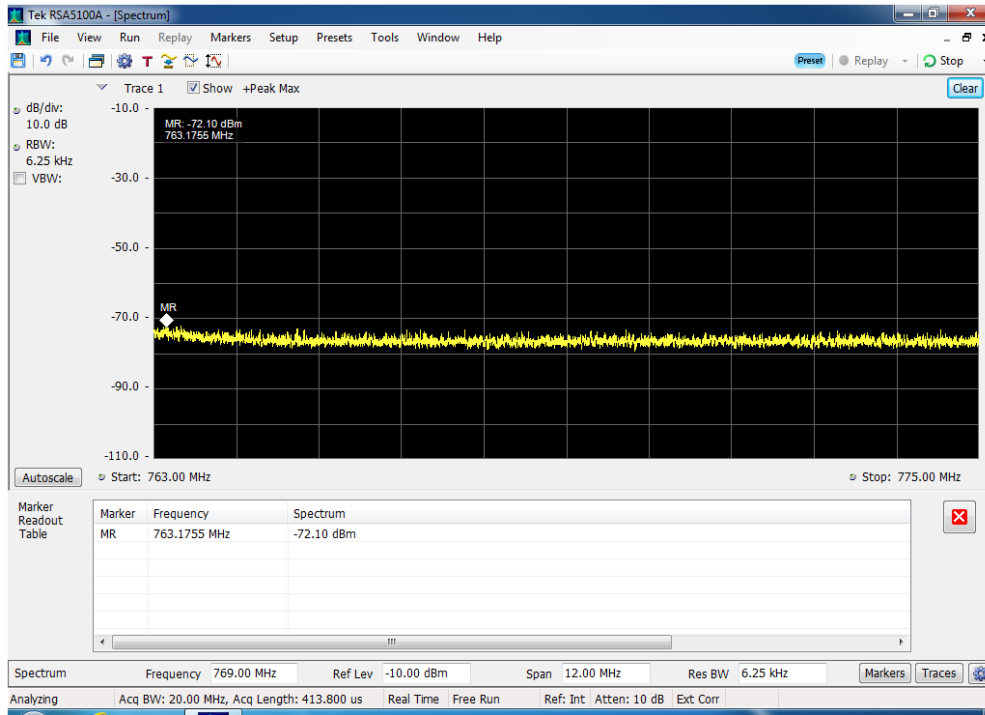 Tek RSA5100A - [Spectrum]
File View Run Replay Markers Setup Presets Tools Window Help
T Preset Replay Stop
Trace 1 Show +Peak Max Clear
dB/div:
10.0 dB
RBW:
6.25 kHz
VBW:
-10.0
-30.0
-50.0
-70.0
-90.0
-110.0
MR: -72.10 dBm
763.1755 MHz
MR
Autoscale Start: 763.00 MHz Stop: 775.00 MHz
Marker
Readout
Table
Marker Frequency Spectrum
MR 763.1755 MHz -72.10 dBm
Spectrum Frequency 769.00 MHz Ref Lev -10.00 dBm Span 12.00 MHz Res BW 6.25 kHz Markers Traces
Analyzing Acq BW: 20.00 MHz, Acq Length: 413.800 us Real Time Free Run Ref: Int Atten: 10 dB Ext Corr